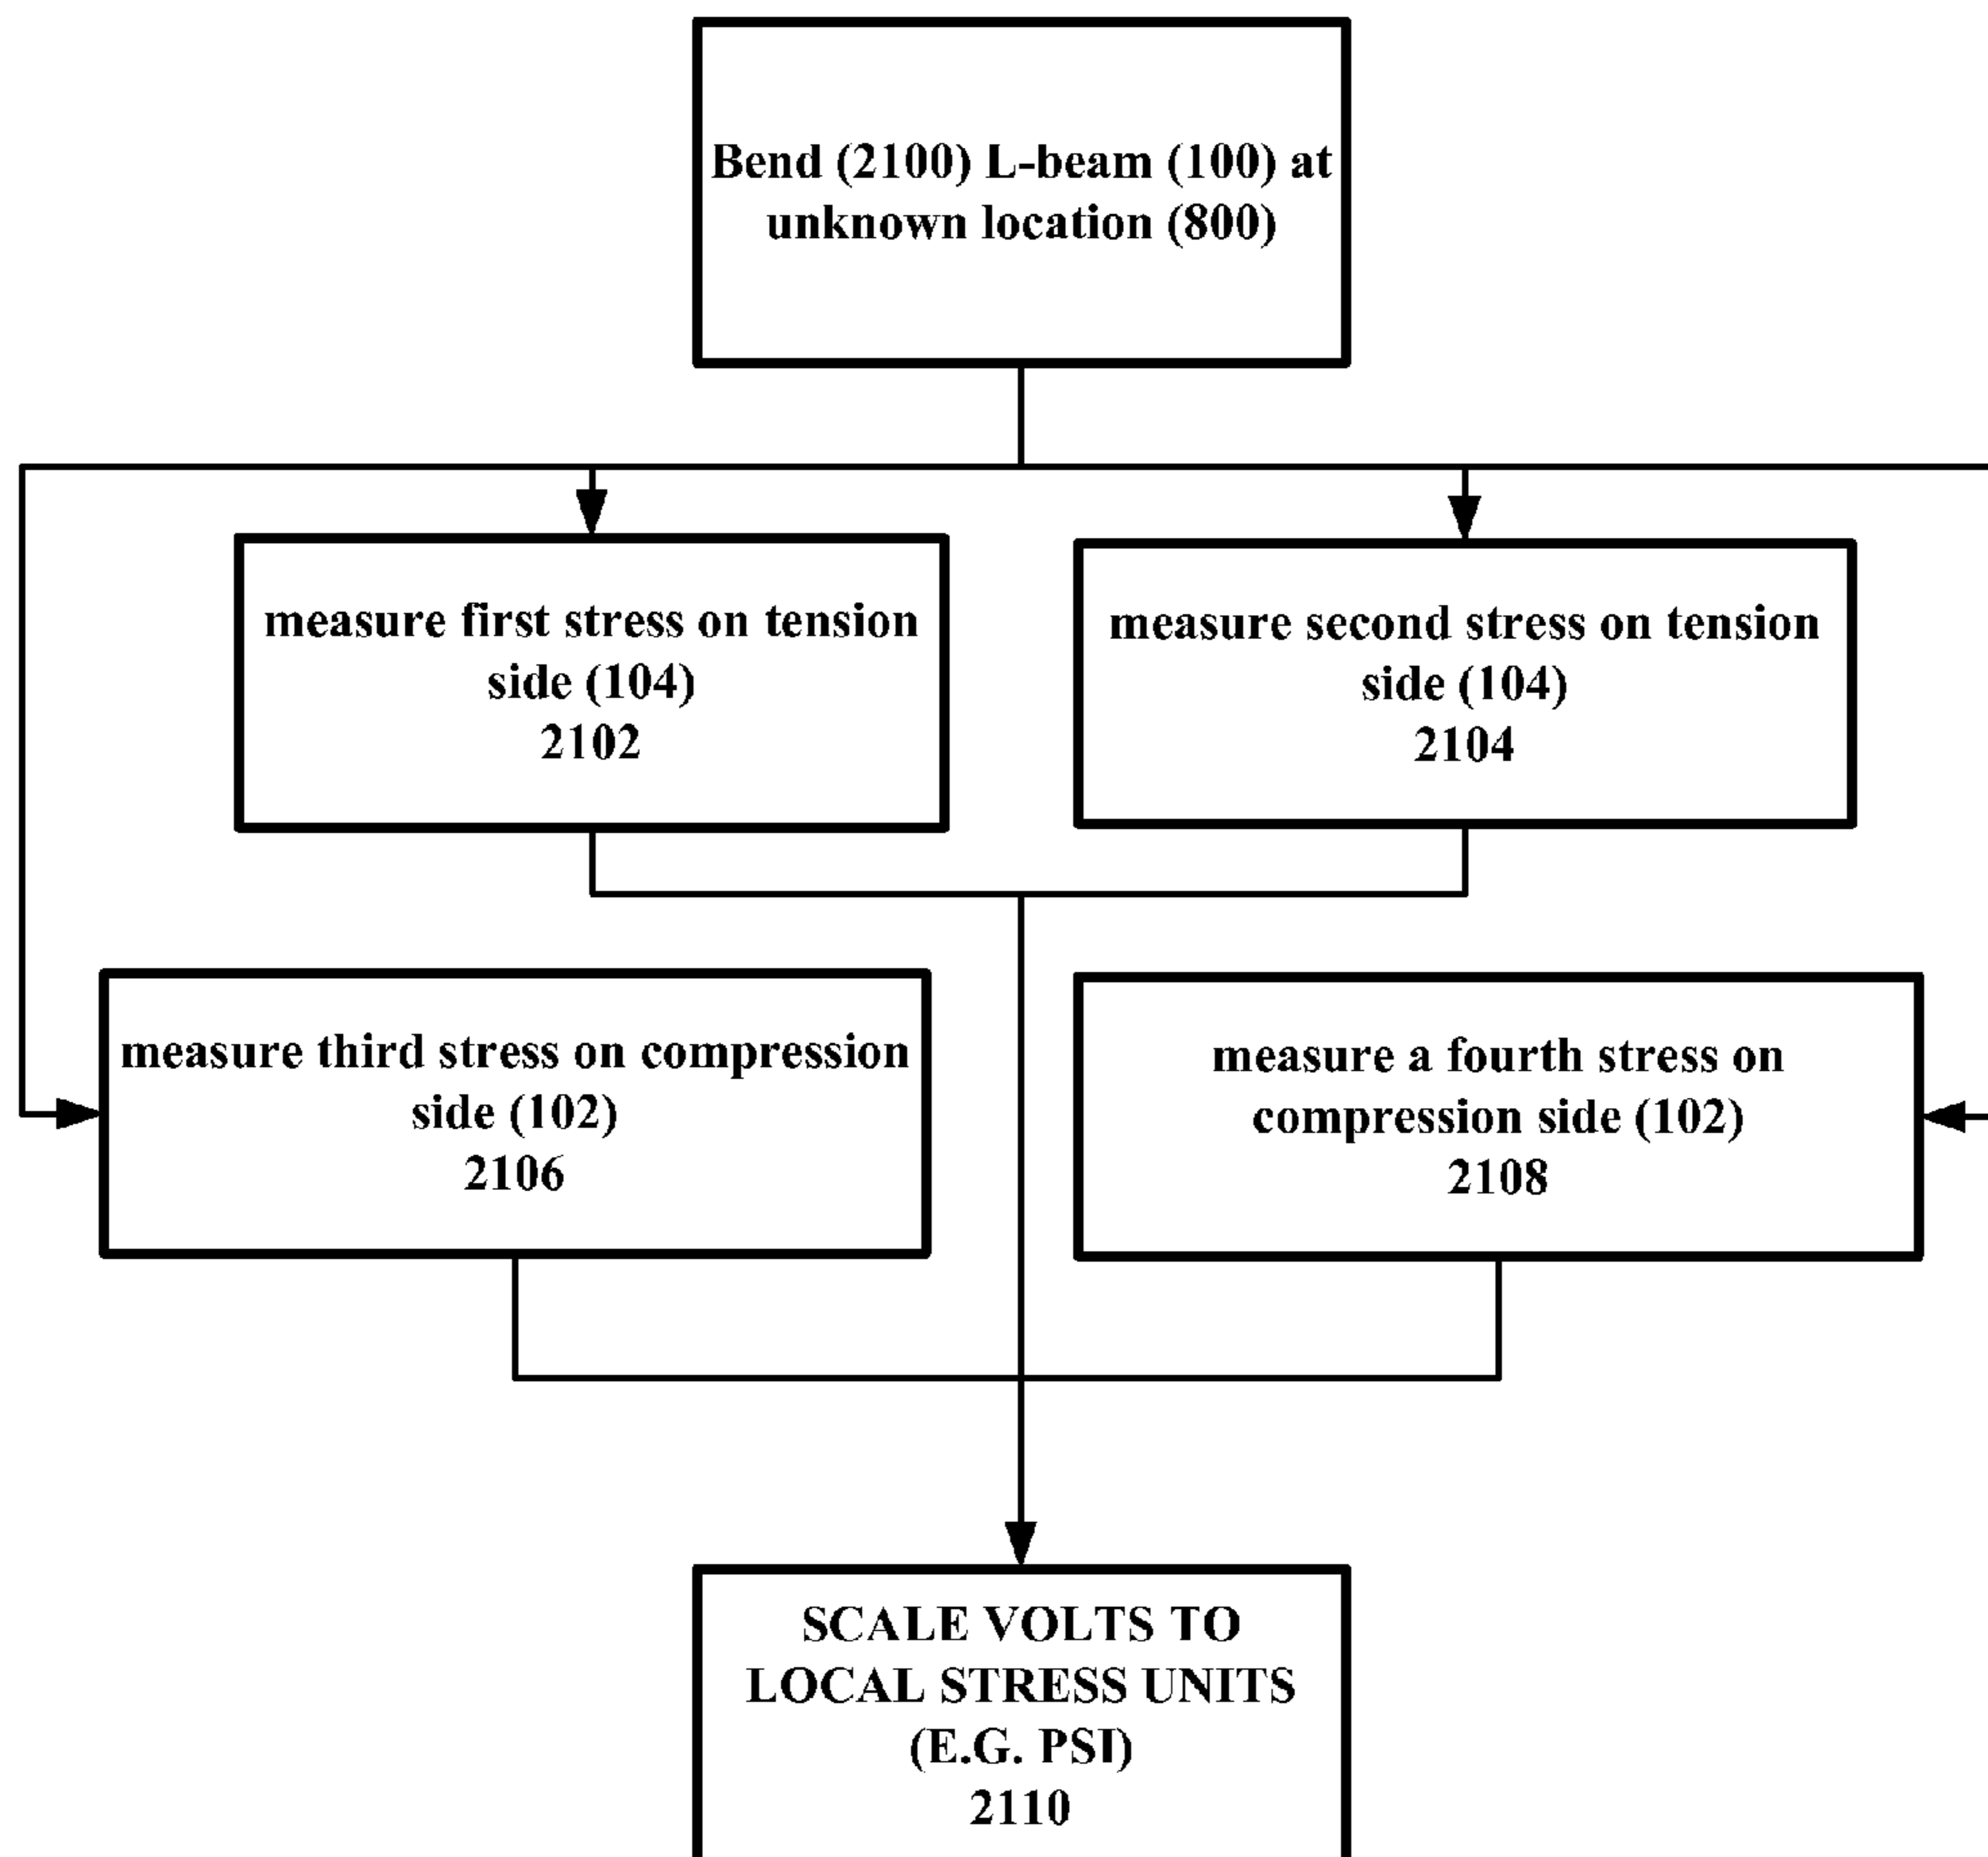 Bend (2100) L-beam (100) at
unknown location (800)
measure first stress on tension
side (104)
2102
measure second stress on tension
side (104)
2104
measure third stress on compression
side (102)
2106
measure a fourth stress on
compression side (102)
2108
SCALE VOLTS TO
LOCAL STRESS UNITS
(E.G. PSI)
2110